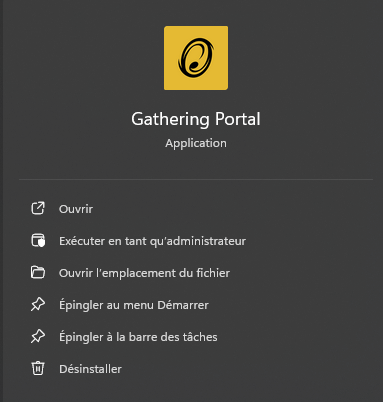 Gathering Portal
Application
Ouvrir
Exécuter en tant qu'administrateur
Ouvrir l'emplacement du fichier
Épingler au menu Démarrer
Épingler à la barre des tâches
Désinstaller